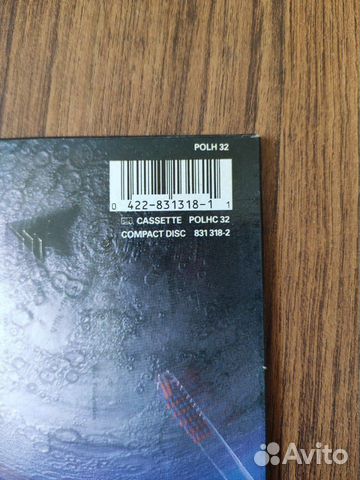 POLH 32
0 422-831318-1 1
CASSETTE POLHC 32
COMPACT DISC 831 318-2
Avito